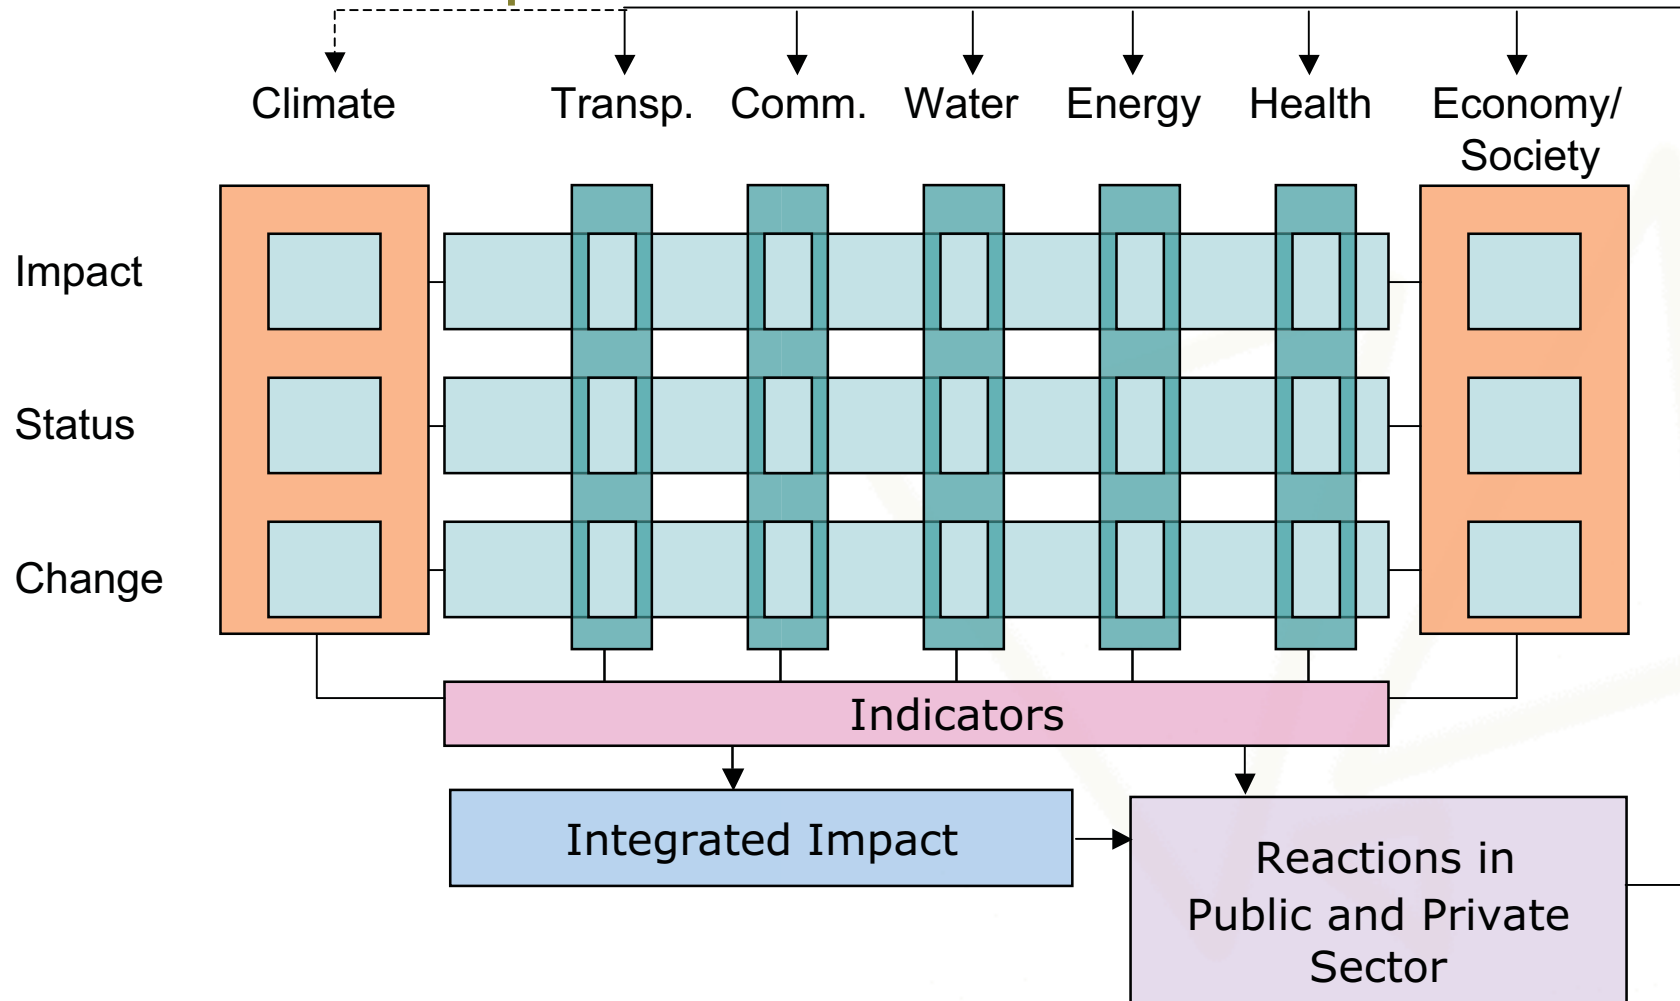 Climate
Transp.
Comm.
Water
Energy
Health
Economy/
Society
Impact
Status
Change
Indicators
Integrated Impact
Reactions in
Public and Private
Sector